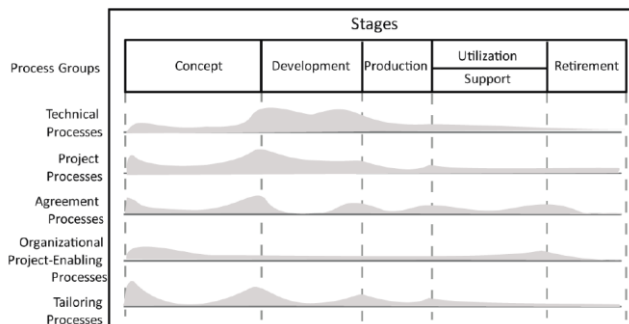 Stages
Process Groups
Concept
Development
Production
Utilization
Support
Retirement
Technical
Processes
Project
Processes
Agreement
Processes
Organizational
Project-Enabling
Processes
Tailoring
Processes